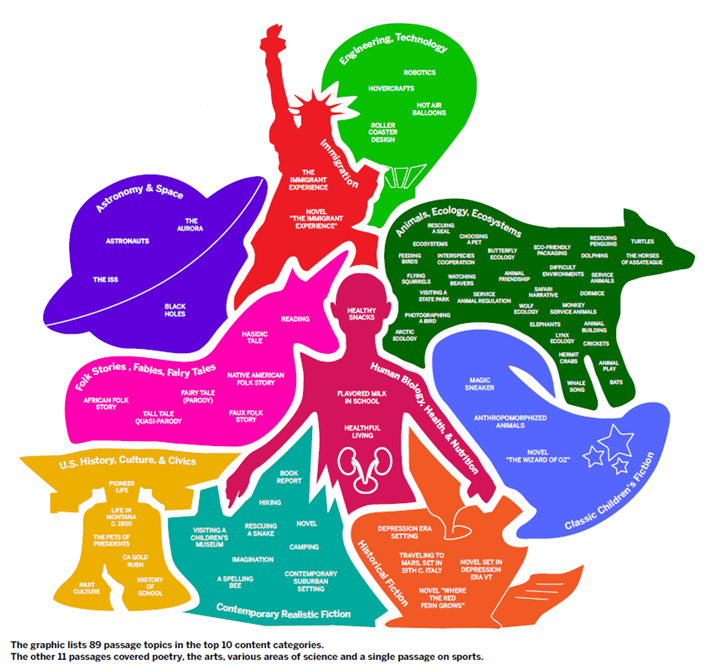 Engineering, Technology
ROBOTICS
HOVERCRAFTS
HOT AIR
BALLOONS
ROLLER
COASTER
DESIGN
Immigration
THE
IMMIGRANT
EXPERIENCE
NOVEL
"THE IMMIGRANT
EXPERIENCE"
Astronomy & Space
THE
AURORA
ASTRONAUTS
THE ISS
BLACK
HOLES
Animals, Ecology, Ecosystems
RESCUING
A SEAL
CHOOSING
A PET
ECOSYSTEMS
BUTTERFLY
ECOLOGY
ECO-FRIENDLY
PACKAGING
RESCUING
PENGUINS
TURTLES
FEEDING
BIRDS
INTERSPECIES
COOPERATION
DOLPHINS
THE HORSES
OF ASSATEAGUE
FLYING
SQUIRRELS
WATCHING
BEAVERS
ANIMAL
FRIENDSHIP
DIFFICULT
ENVIRONMENTS
SERVICE
ANIMALS
VISITING A
STATE PARK
SERVICE
ANIMAL REGULATION
SAFARI
NARRATIVE
DORMICE
PHOTOGRAPHING
A BIRD
WOLF
ECOLOGY
MONKEY
SERVICE ANIMALS
ARCTIC
ECOLOGY
ELEPHANTS
ANIMAL
BUILDING
LYNX
ECOLOGY
CRICKETS
HERMIT
CRABS
ANIMAL
PLAY
WHALE
SONG
BATS
Folk Stories , Fables, Fairy Tales
READING
HASIDIC
TALE
NATIVE AMERICAN
FOLK STORY
FAIRY TALE
(PARODY)
AFRICAN FOLK
STORY
TALL TALE
QUASI-PARODY
FAUX FOLK
STORY
Human Biology, Health, & Nutrition
HEALTHY
SNACKS
FLAVORED MILK
IN SCHOOL
HEALTHFUL
LIVING
MAGIC
SNEAKER
ANTHROPOMORPHIZED
ANIMALS
NOVEL
"THE WIZARD OF OZ"
Classic Children's Fiction
U.S. History, Culture, & Civics
PIONEER
LIFE
LIFE IN
MONTANA
C. 1900
THE PETS OF
PRESIDENTS
CA GOLD
RUSH
INUIT
CULTURE
HISTORY
OF
SCHOOL
BOOK
REPORT
HIKING
VISITING A
CHILDREN'S
MUSEUM
RESCUING
A SNAKE
NOVEL
CAMPING
IMAGINATION
A SPELLING
BEE
CONTEMPORARY
SUBURBAN
SETTING
Contemporary Realistic Fiction
Historical Fiction
DEPRESSION ERA
SETTING
TRAVELING TO
MARS, SET IN
19TH C. ITALY
NOVEL SET IN
DEPRESSION
ERA VT
NOVEL "WHERE
THE RED
FERN GROWS"
The graphic lists 89 passage topics in the top 10 content categories.
The other 11 passages covered poetry, the arts, various areas of science and a single passage on sports.